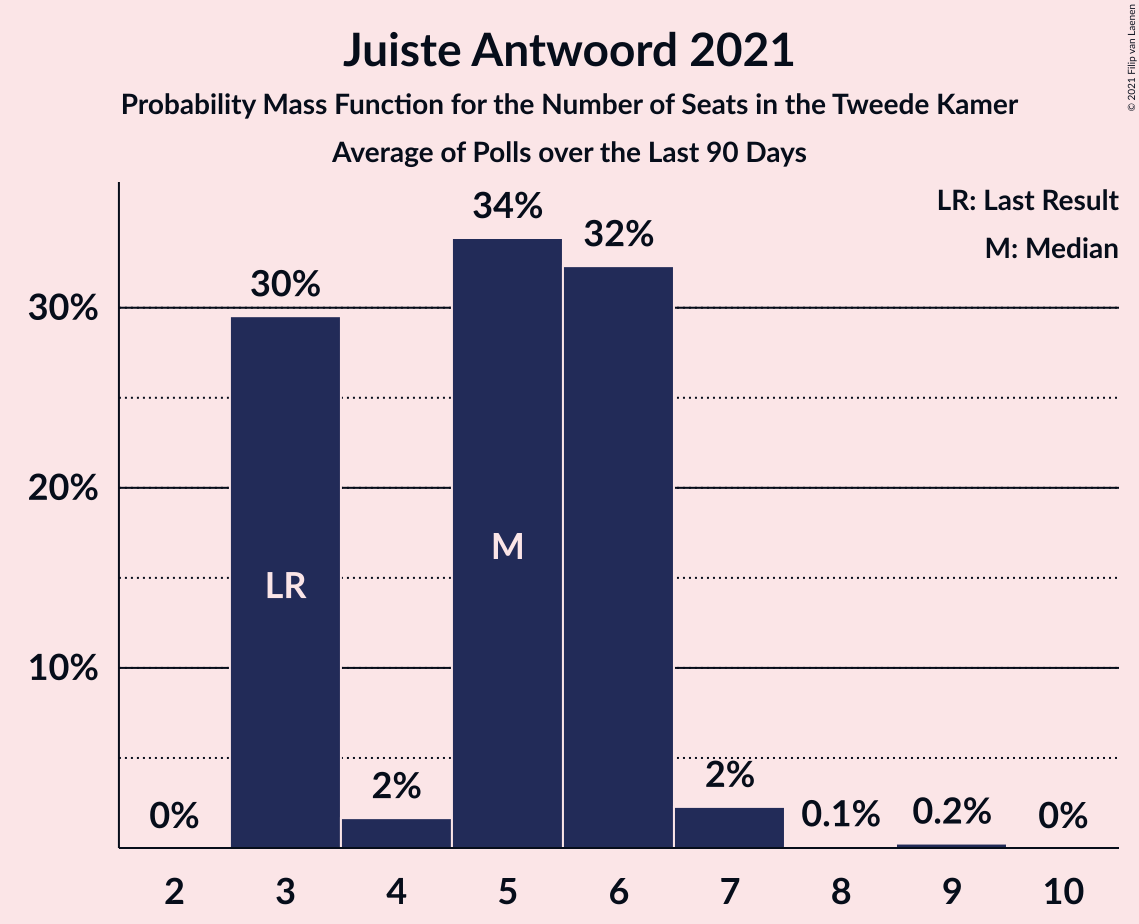 Juiste Antwoord 2021
Probability Mass Function for the Number of Seats in the Tweede Kamer
Average of Polls over the Last 90 Days
© 2021 Filip van Laenen
LR: Last Result
M: Median
34%
32%
30%
30%
20%
10%
LR
M
0%
2%
2%
0.1%
0.2%
0%
2 3 4 5 6 7 8 9 10